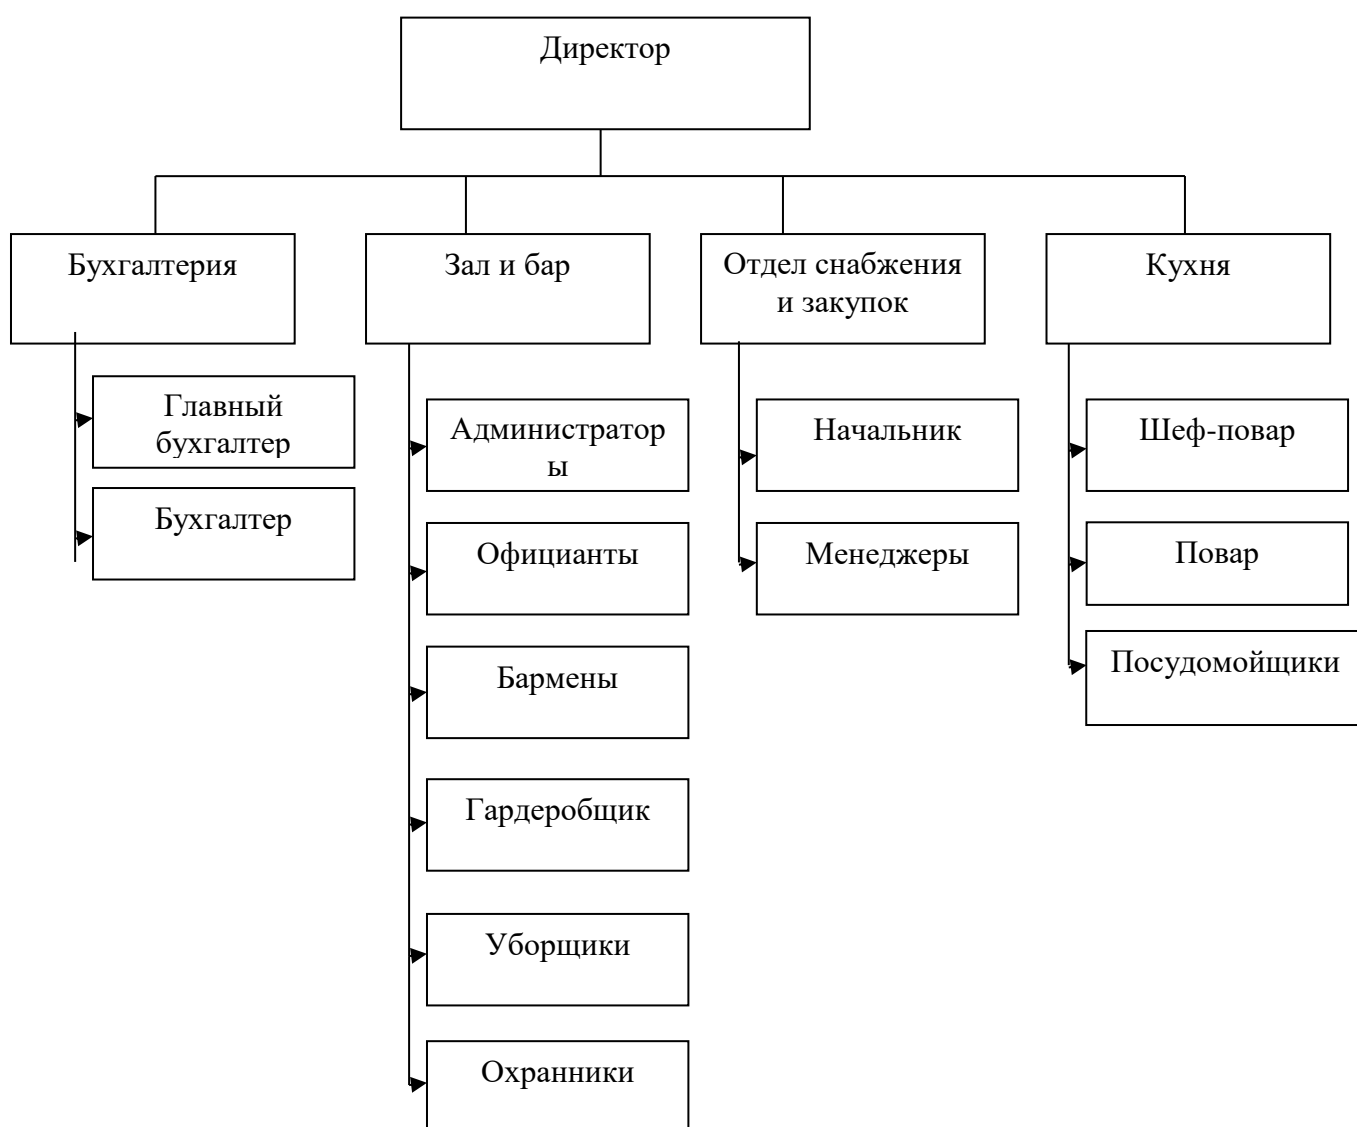 Директор
Бухгалтерия
Зал и бар
Отдел снабжения
и закупок
Кухня
Главный
бухгалтер
Бухгалтер
Администратор
ы
Официанты
Бармены
Гардеробщик
Уборщики
Охранники
Начальник
Менеджеры
Шеф-повар
Повар
Посудомойщики